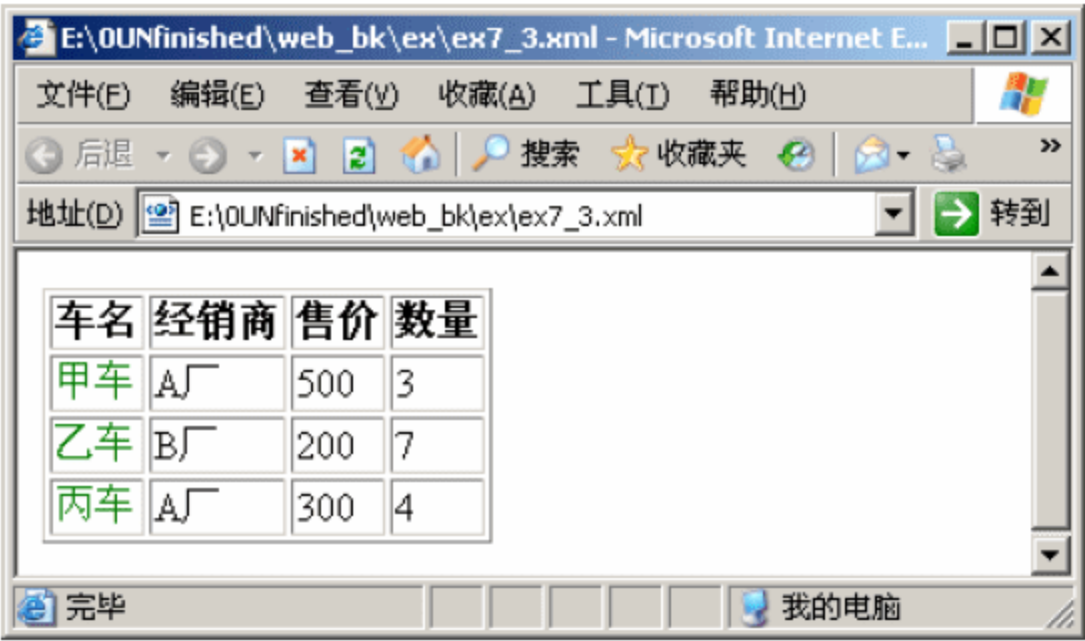 E:\0UNfinished\web_bk\ex\ex7_3.xml - Microsoft Internet E...
文件(F) 编辑(E) 查看(V) 收藏(A) 工具(T) 帮助(H)
后退 搜索 收藏夹 »
地址(D) E:\0UNfinished\web_bk\ex\ex7_3.xml 转到
车名 经销商 售价 数量
甲车 A厂 500 3
乙车 B厂 200 7
丙车 A厂 300 4
完毕 我的电脑